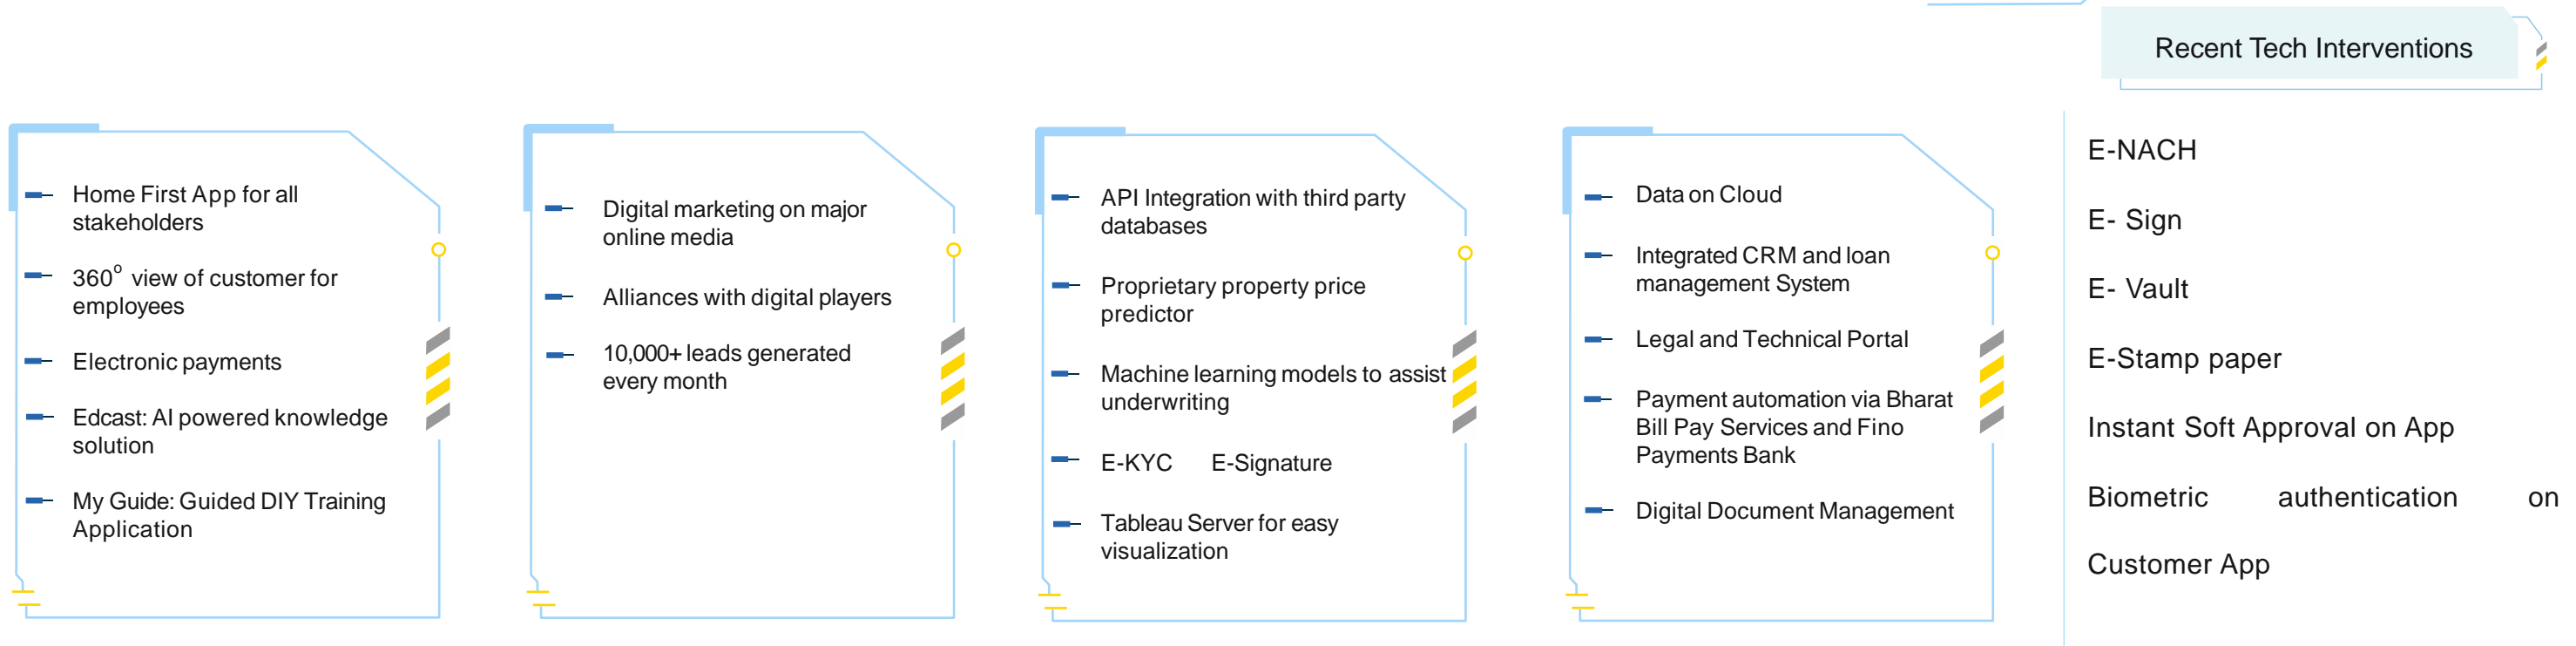 Recent Tech Interventions
Home First App for all
stakeholders
360° view of customer for
employees
Electronic payments
Edcast: AI powered knowledge
solution
My Guide: Guided DIY Training
Application
Digital marketing on major
online media
Alliances with digital players
10,000+ leads generated
every month
API Integration with third party
databases
Proprietary property price
predictor
Machine learning models to assist
underwriting
E-KYC E-Signature
Tableau Server for easy
visualization
Data on Cloud
Integrated CRM and loan
management System
Legal and Technical Portal
Payment automation via Bharat
Bill Pay Services and Fino
Payments Bank
Digital Document Management
E-NACH
E- Sign
E- Vault
E-Stamp paper
Instant Soft Approval on App
Biometric authentication on
Customer App